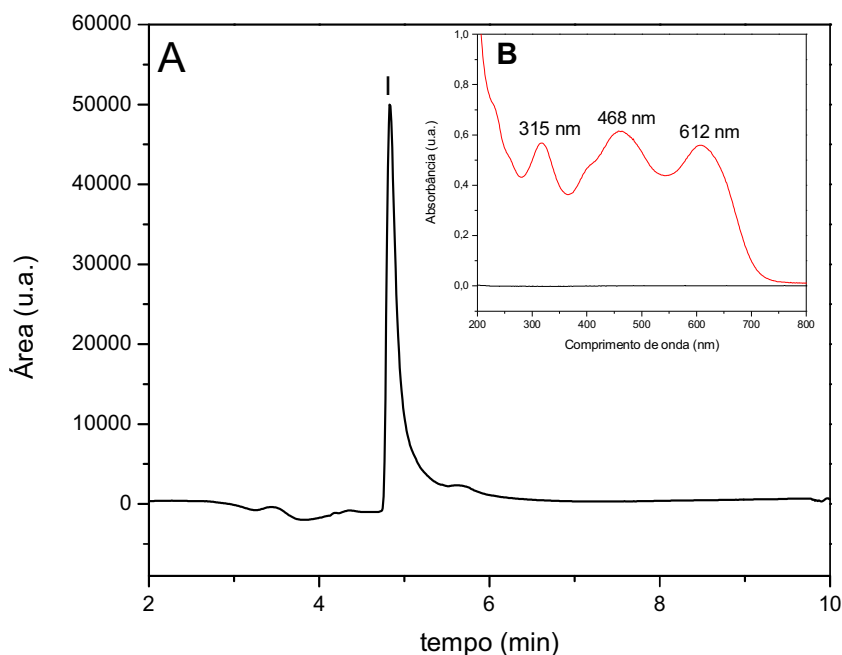 A
I
Área (u.a.)
60000
50000
40000
30000
20000
10000
0
2 4 6 8 10
tempo (min)
B
315 nm
468 nm
612 nm
Absorbância (u.a.)
1,0
0,8
0,6
0,4
0,2
0,0
200 300 400 500 600 700 800
Comprimento de onda (nm)